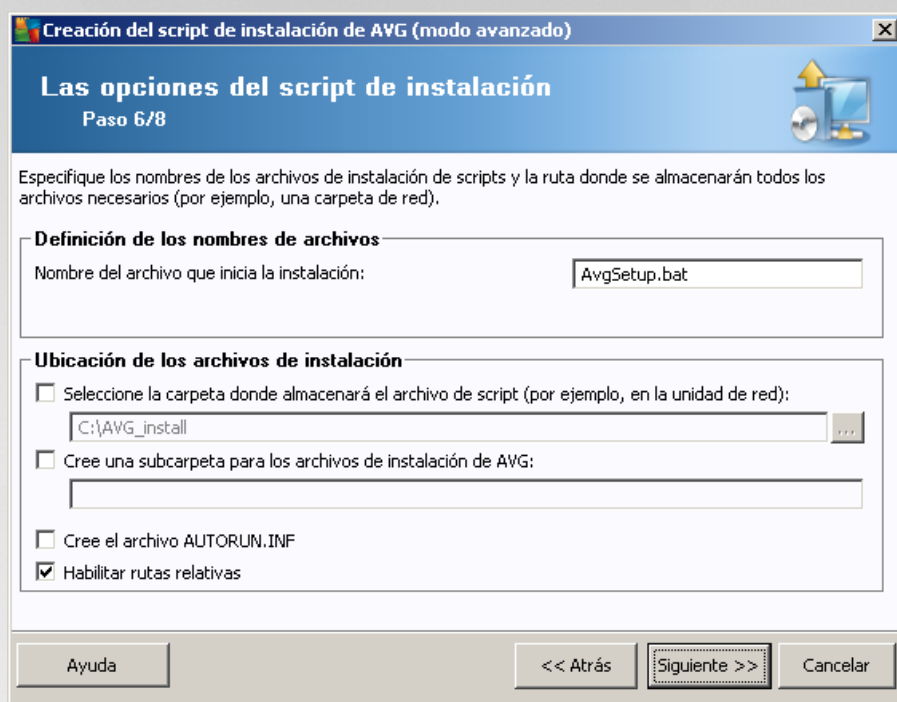 Creación del script de instalación de AVG (modo avanzado)
Las opciones del script de instalación
Paso 6/8
Especifique los nombres de los archivos de instalación de scripts y la ruta donde se almacenarán todos los
archivos necesarios (por ejemplo, una carpeta de red).
Definición de los nombres de archivos
Nombre del archivo que inicia la instalación:
AvgSetup.bat
Ubicación de los archivos de instalación
Seleccione la carpeta donde almacenará el archivo de script (por ejemplo, en la unidad de red):
C:\AVG_install
...
Cree una subcarpeta para los archivos de instalación de AVG:
Cree el archivo AUTORUN.INF
Habilitar rutas relativas
Ayuda
<< Atrás
Siguiente >>
Cancelar